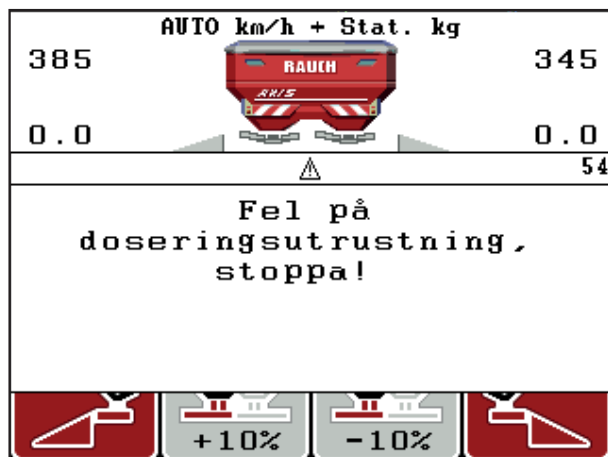 AUTO km/h + Stat. kg
385
345
RAUCH
AXIS
0.0
0.0
54
Fel på
doseringsutrustning,
stoppa!
+10%
-10%